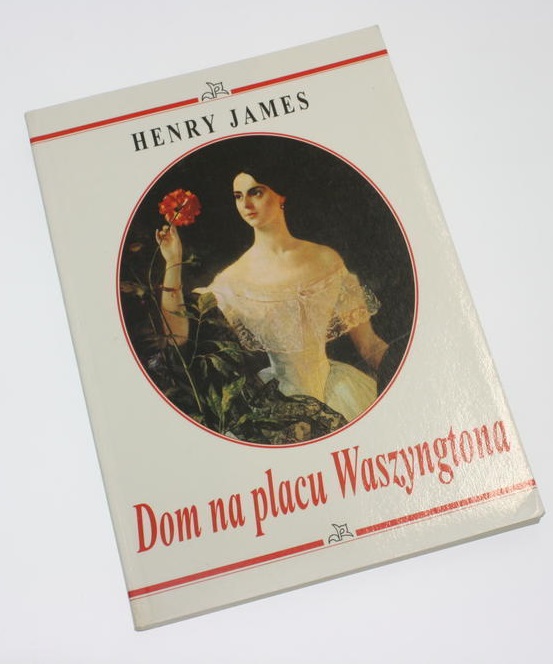 HENRY JAMES
Dom na placu Waszyngtona